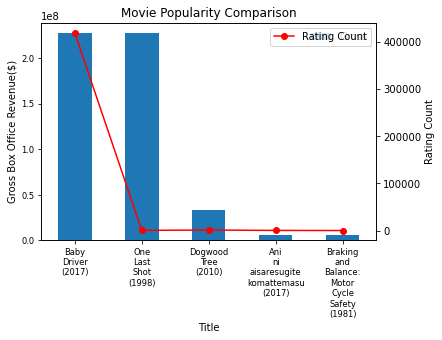 Movie Popularity Comparison
1e8
Rating Count
Gross Box Office Revenue($)
2.0
1.5
1.0
0.5
0.0
400000
300000
200000
100000
0
Rating Count
Baby
Driver
(2017)
One
Last
Shot
(1998)
Dogwood
Tree
(2010)
Ani
ni
aisaresugite
komattemasu
(2017)
Braking
and
Balance:
Motor
Cycle
Safety
(1981)
Title